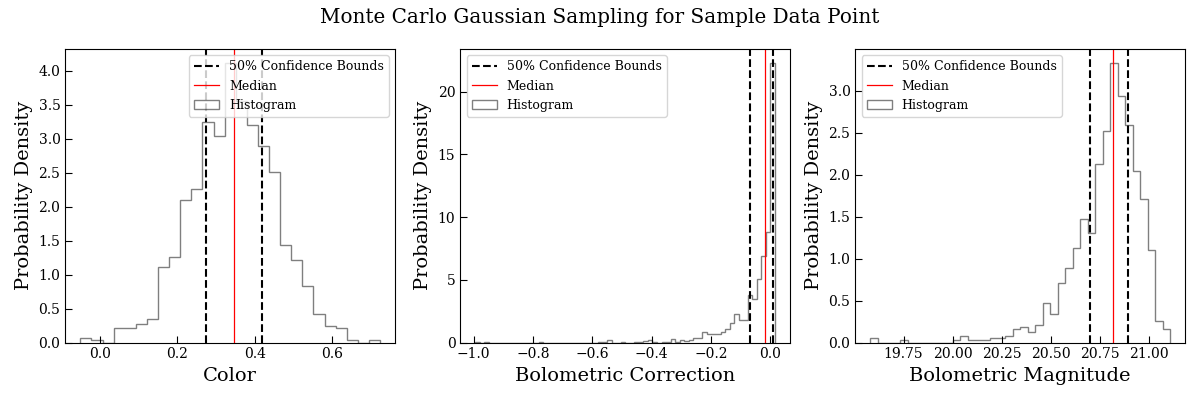 Monte Carlo Gaussian Sampling for Sample Data Point
Probability Density
4.0
3.5
3.0
2.5
2.0
1.5
1.0
0.5
0.0
50% Confidence Bounds
Median
Histogram
0.0 0.2 0.4 0.6
Color
Probability Density
20
15
10
5
0
50% Confidence Bounds
Median
Histogram
−1.0 −0.8 −0.6 −0.4 −0.2 0.0
Bolometric Correction
Probability Density
3.0
2.5
2.0
1.5
1.0
0.5
0.0
50% Confidence Bounds
Median
Histogram
19.75 20.00 20.25 20.50 20.75 21.00
Bolometric Magnitude